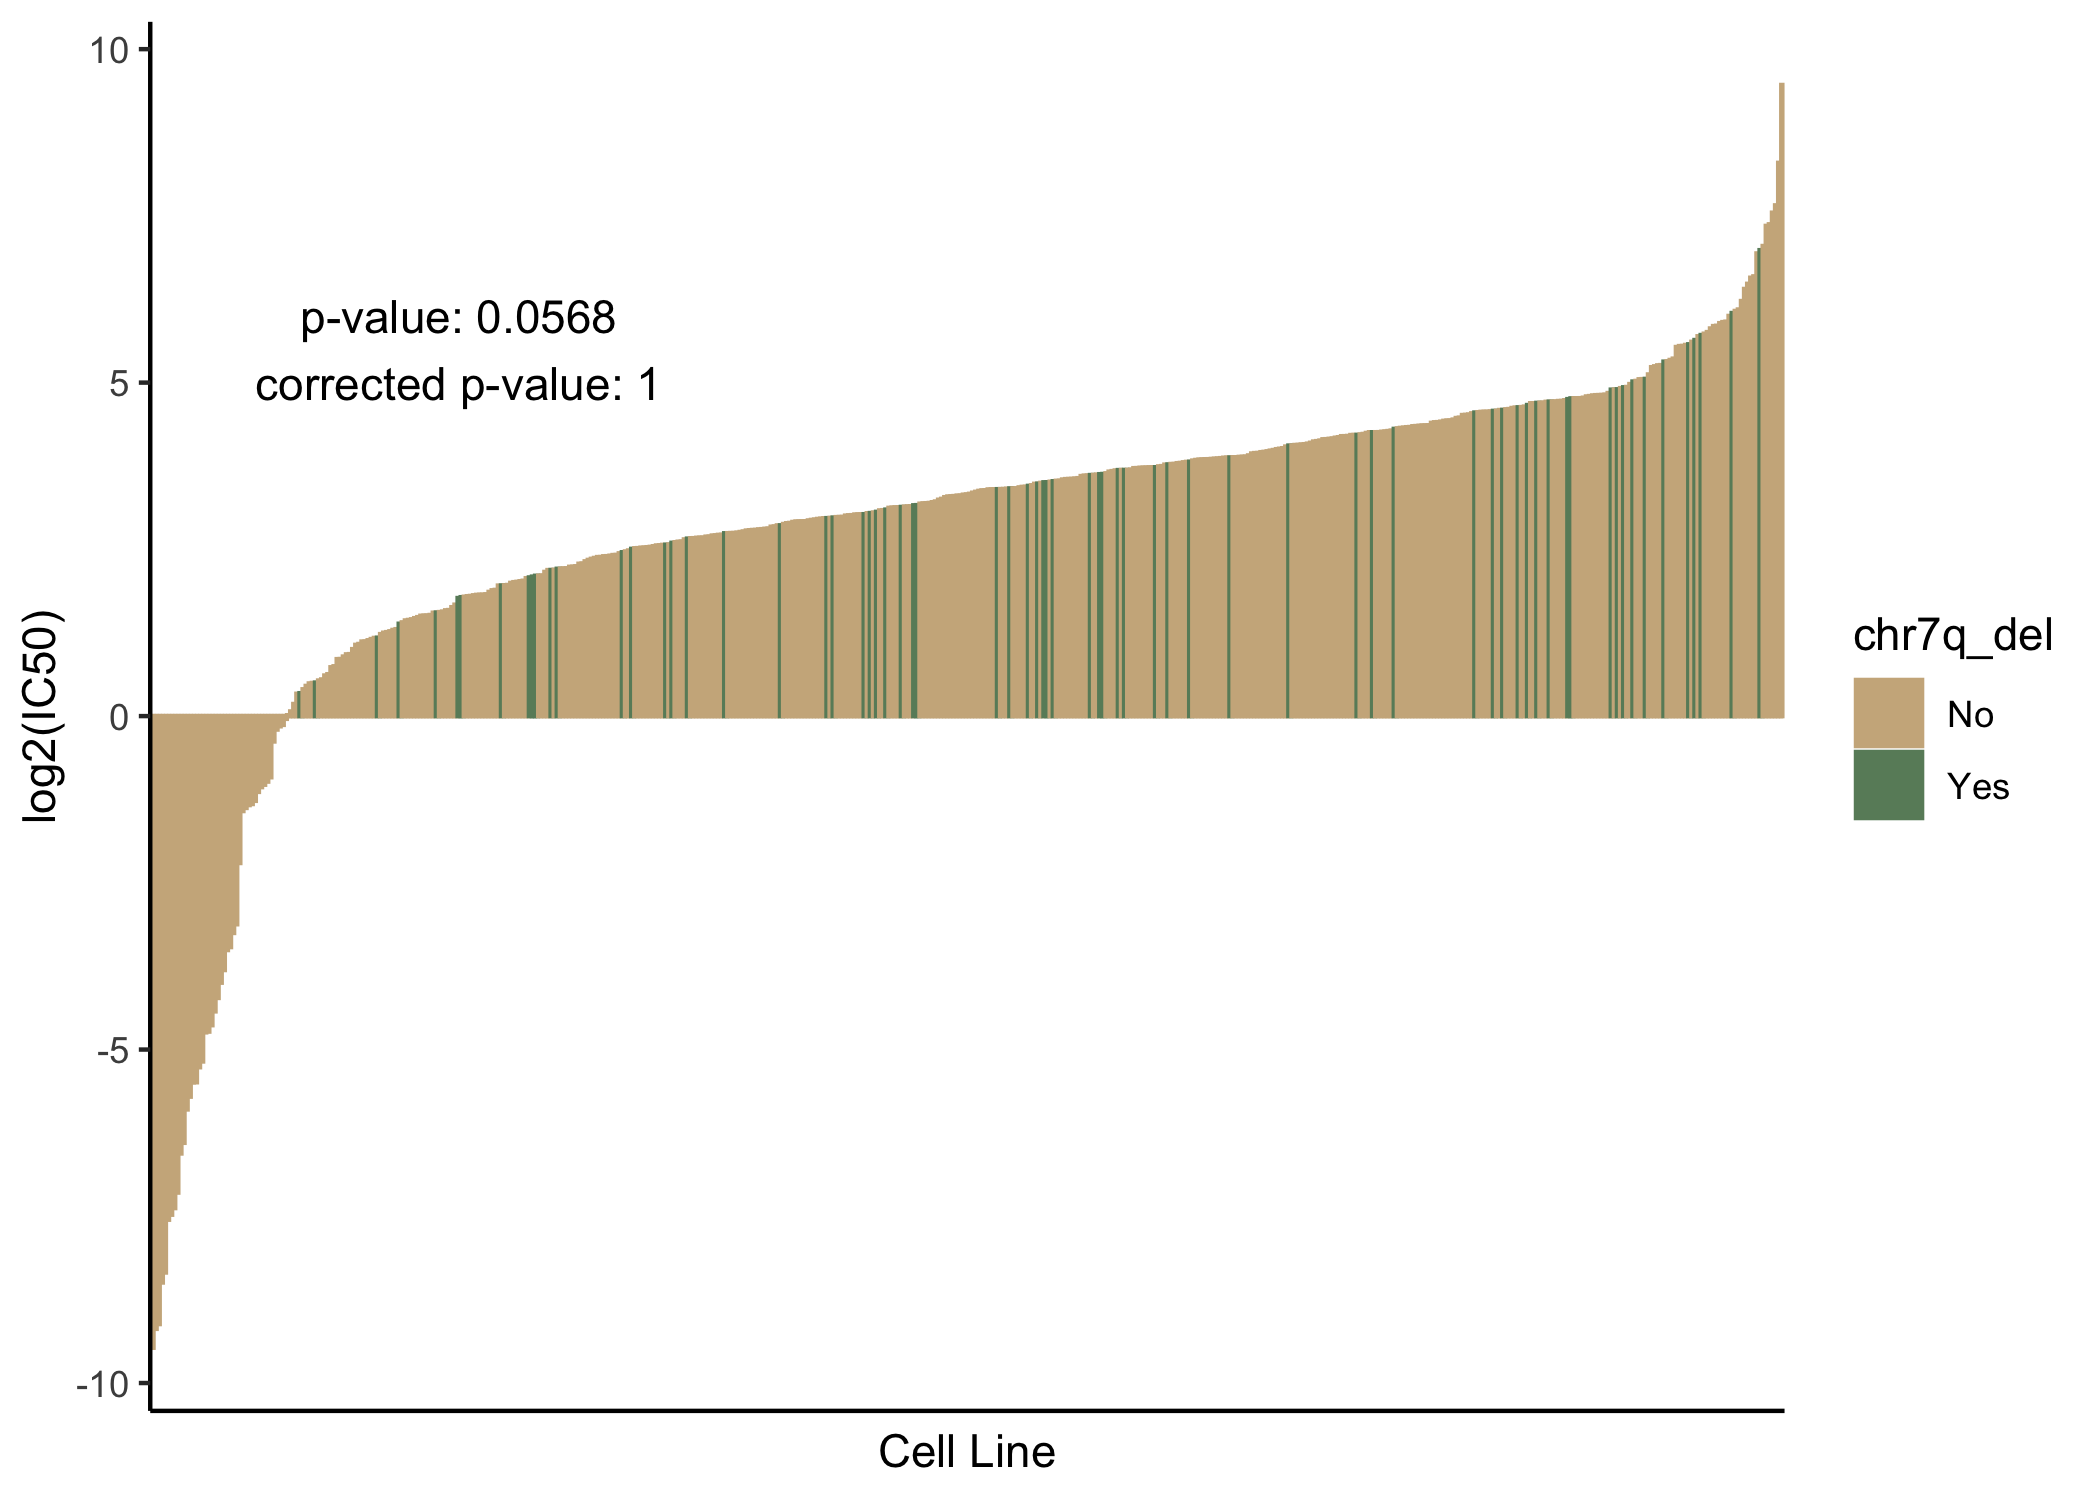 10
5
0
-5
-10
log2(IC50)
p-value: 0.0568
corrected p-value: 1
Cell Line
chr7q_del
No
Yes